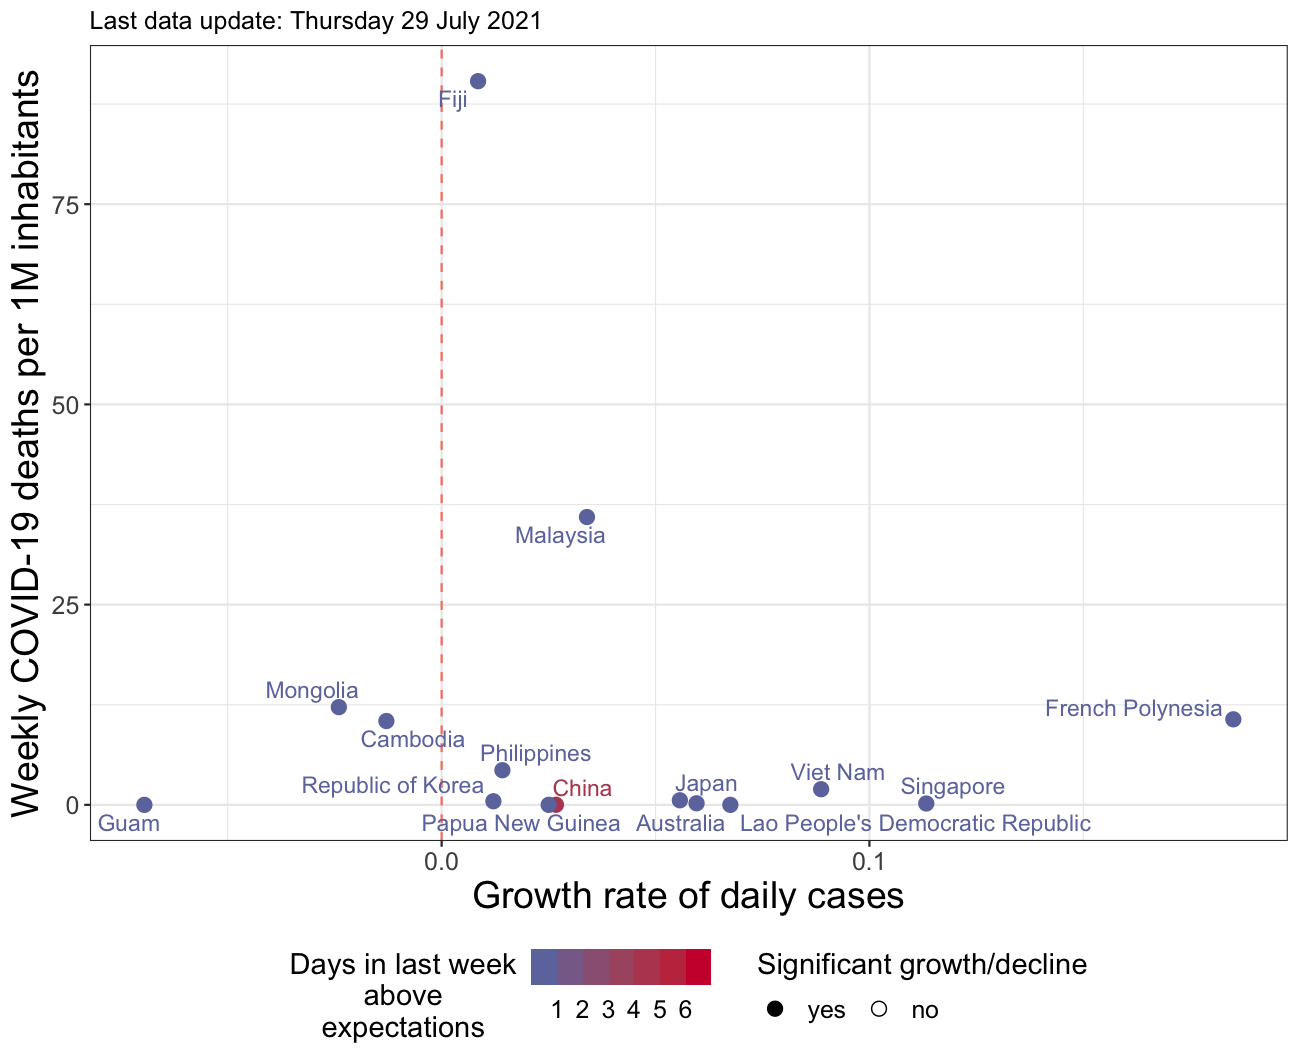 Last data update: Thursday 29 July 2021
Weekly COVID-19 deaths per 1M inhabitants
75
50
25
0
Fiji
Malaysia
Mongolia
Cambodia
French Polynesia
Philippines
Republic of Korea
China
Japan
Viet Nam
Singapore
Guam
Papua New Guinea
Australia
Lao People's Democratic Republic
0.0
0.1
Growth rate of daily cases
Days in last week
above
expectations
1 2 3 4 5 6
Significant growth/decline
yes
no